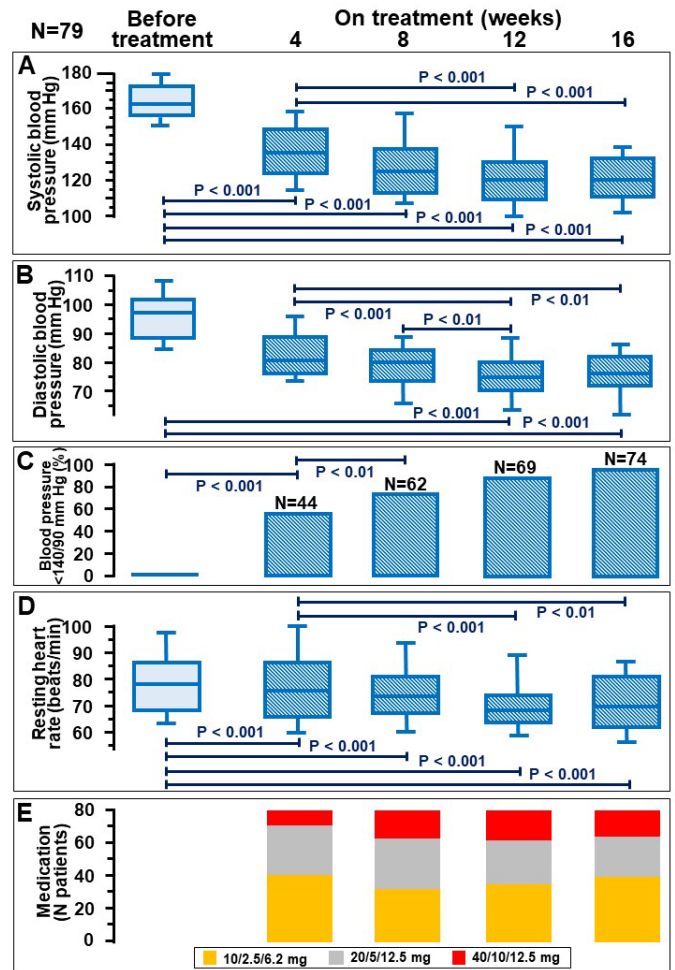 N=79
Before treatment
On treatment (weeks)
4 8 12 16
A
Systolic blood pressure (mm Hg)
180
160
140
120
100
P < 0.001
P < 0.001
P < 0.001
P < 0.001
P < 0.001
P < 0.001
B
Diastolic blood pressure (mm Hg)
110
100
90
80
70
P < 0.01
P < 0.001
P < 0.01
P < 0.001
P < 0.001
C
Blood pressure <140/90 mm Hg (%)
100
80
60
40
20
0
P < 0.001
P < 0.01
N=44
N=62
N=69
N=74
D
Resting heart rate (beats/min)
100
90
80
70
60
P < 0.01
P < 0.001
P < 0.001
P < 0.001
P < 0.001
P < 0.001
E
Medication (N patients)
80
60
40
20
0
10/2.5/6.2 mg 20/5/12.5 mg 40/10/12.5 mg